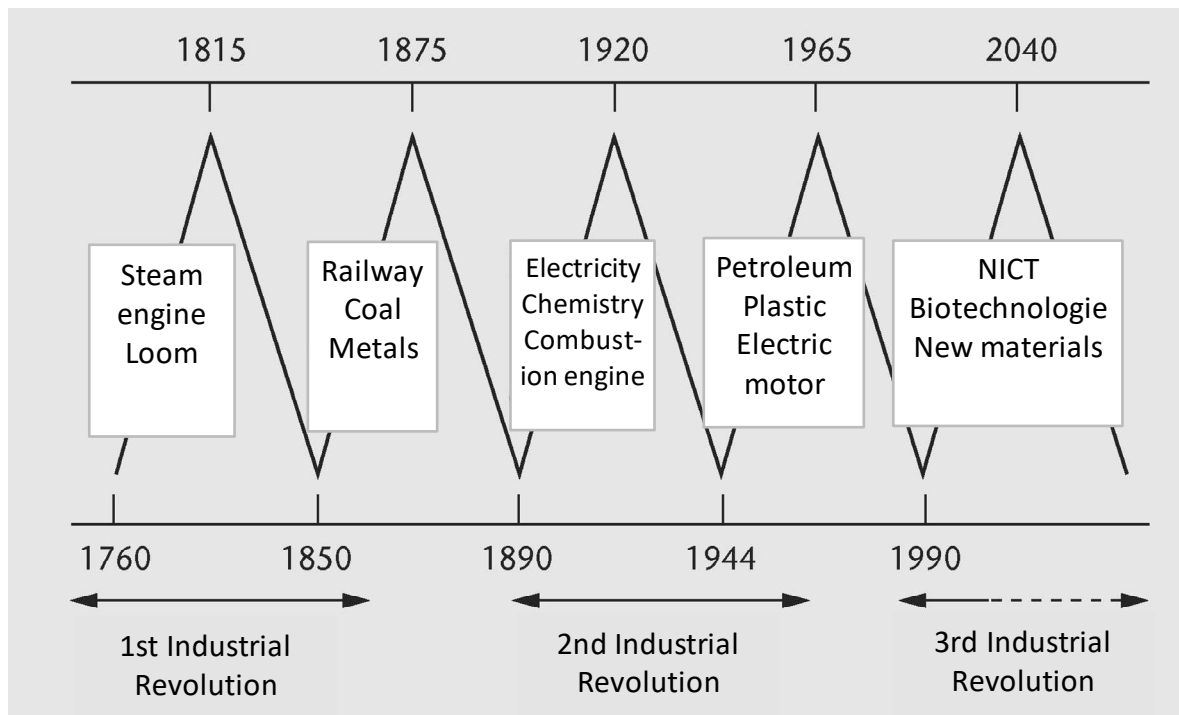 1815 1875 1920 1965 2040
Steam
engine
Loom
Railway
Coal
Metals
Electricity
Chemistry
Combust-
ion engine
Petroleum
Plastic
Electric
motor
NICT
Biotechnologie
New materials
1760 1850 1890 1944 1990
1st Industrial
Revolution
2nd Industrial
Revolution
3rd Industrial
Revolution